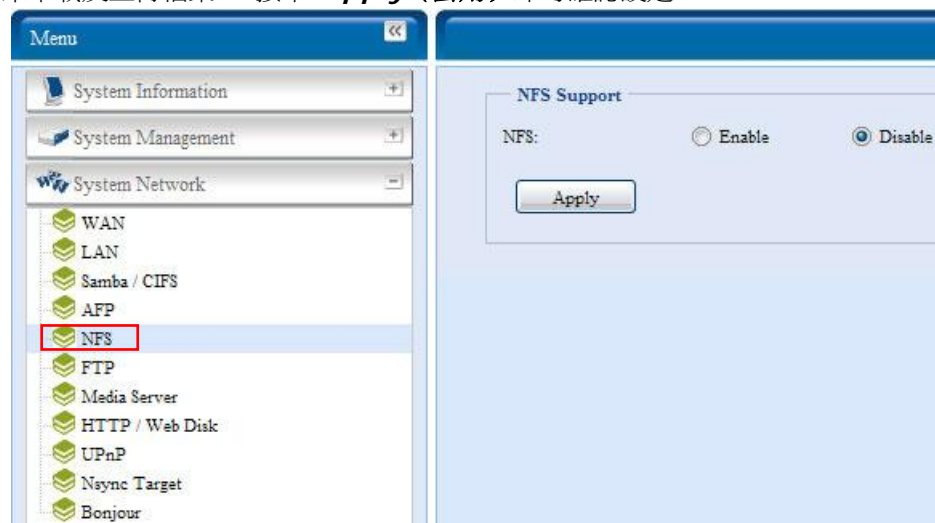 Menu
System Information
System Management
System Network
WAN
LAN
Samba / CIFS
AFP
NFS
FTP
Media Server
HTTP / Web Disk
UPnP
Nsync Target
Bonjour
NFS Support
NFS:
Enable
Disable
Apply